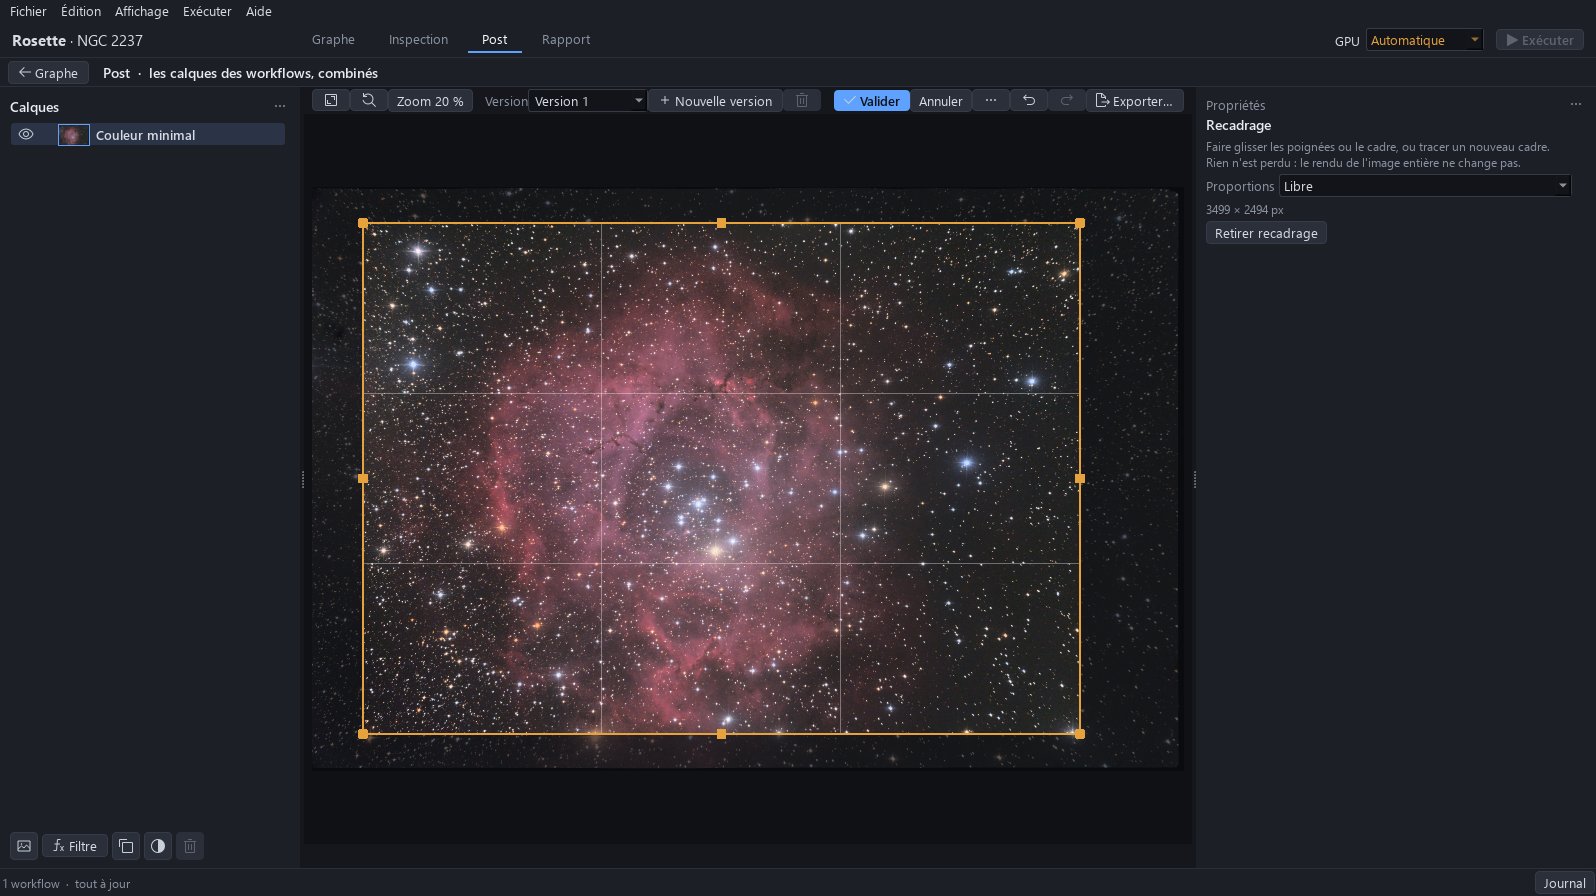 Fichier Édition Affichage Exécuter Aide
Rosette · NGC 2237
Graphe Inspection Post Rapport
GPU Automatique Exécuter
Graphe Post · les calques des workflows, combinés
Calques ...
Zoom 20 % Version Version 1 + Nouvelle version Valider Annuler ... Exporter...
Couleur minimal
Propriétés ...
Recadrage
Faire glisser les poignées ou le cadre, ou tracer un nouveau cadre.
Rien n'est perdu : le rendu de l'image entière ne change pas.
Proportions Libre
3499 × 2494 px
Retirer recadrage
fx Filtre
1 workflow · tout à jour
Journal